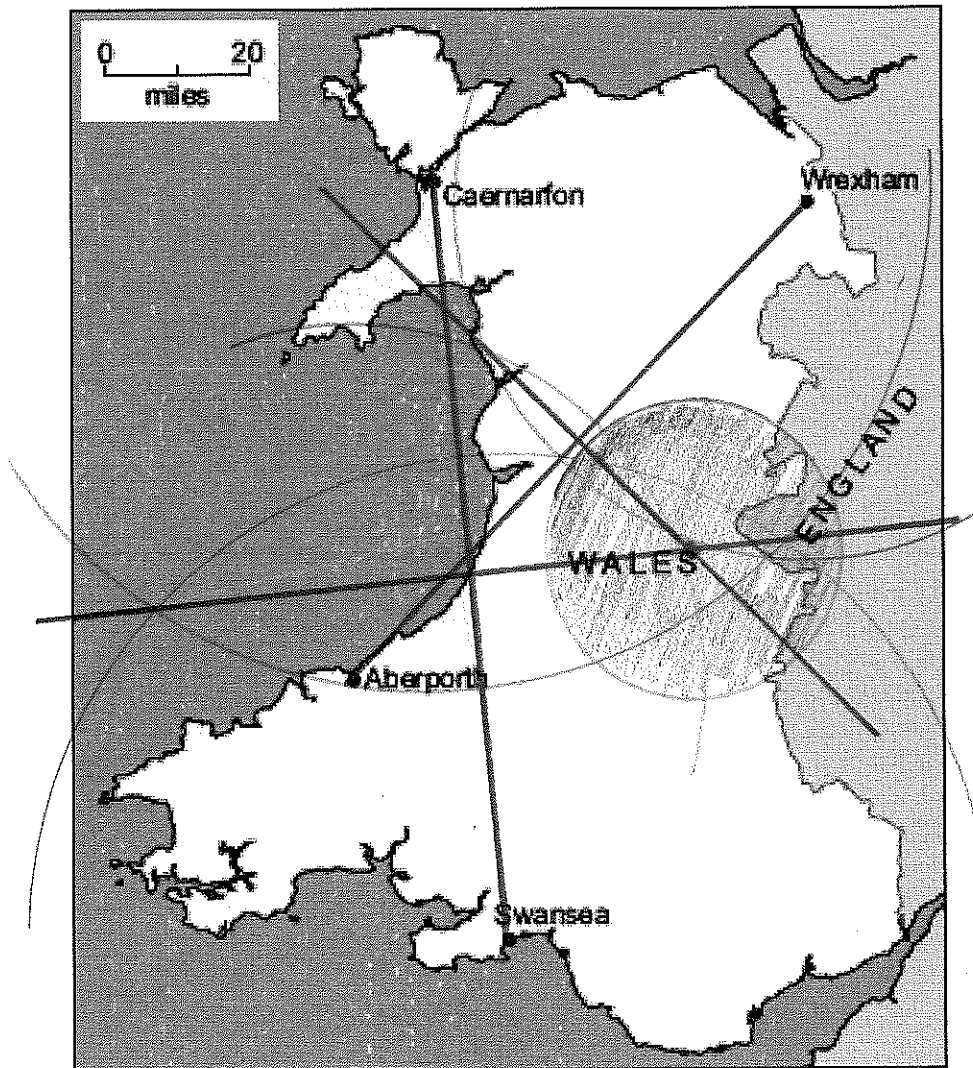 0 20
miles
Caernarfon
Wrexham
ENGLAND
WALES
Aberporth
Swansea